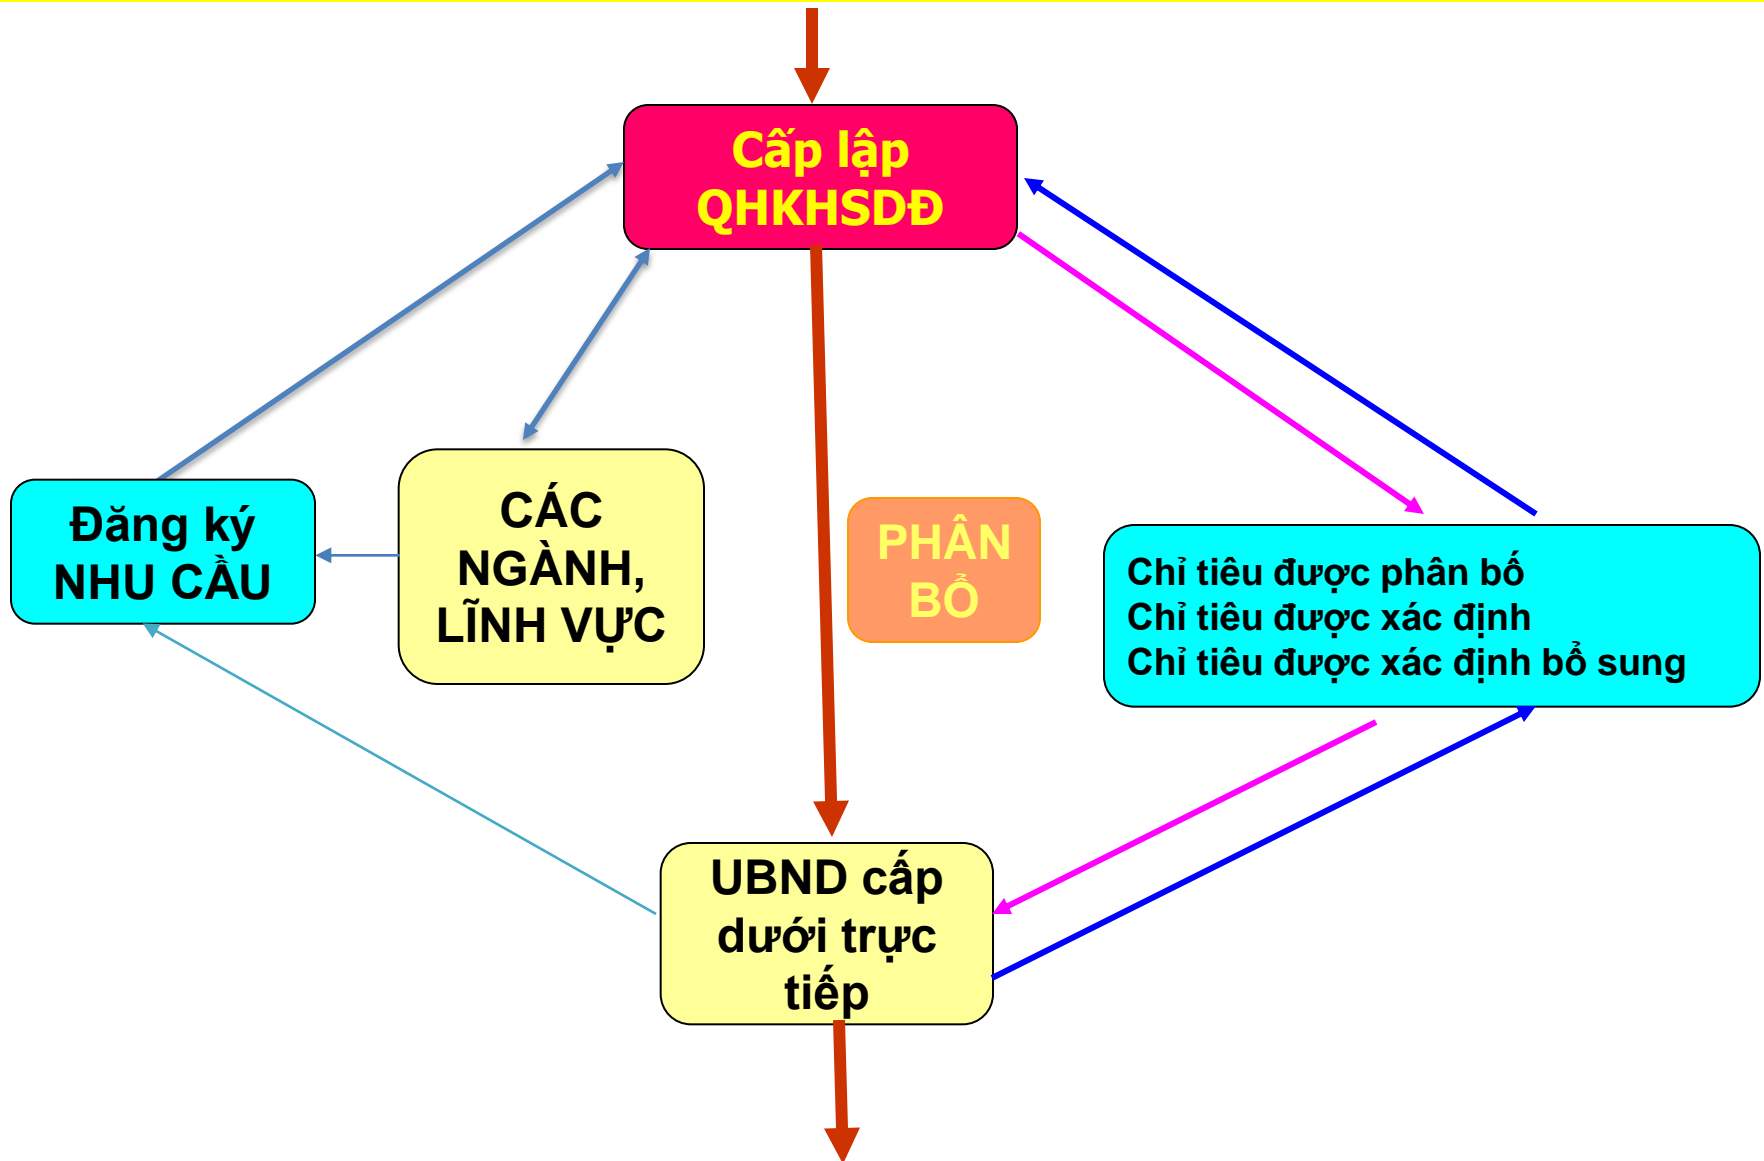 Cấp lập
QHKHSDĐ
Đăng ký
NHU CẦU
CÁC
NGÀNH,
LĨNH VỰC
PHÂN
BỔ
Chỉ tiêu được phân bố
Chỉ tiêu được xác định
Chỉ tiêu được xác định bổ sung
UBND cấp
dưới trực
tiếp